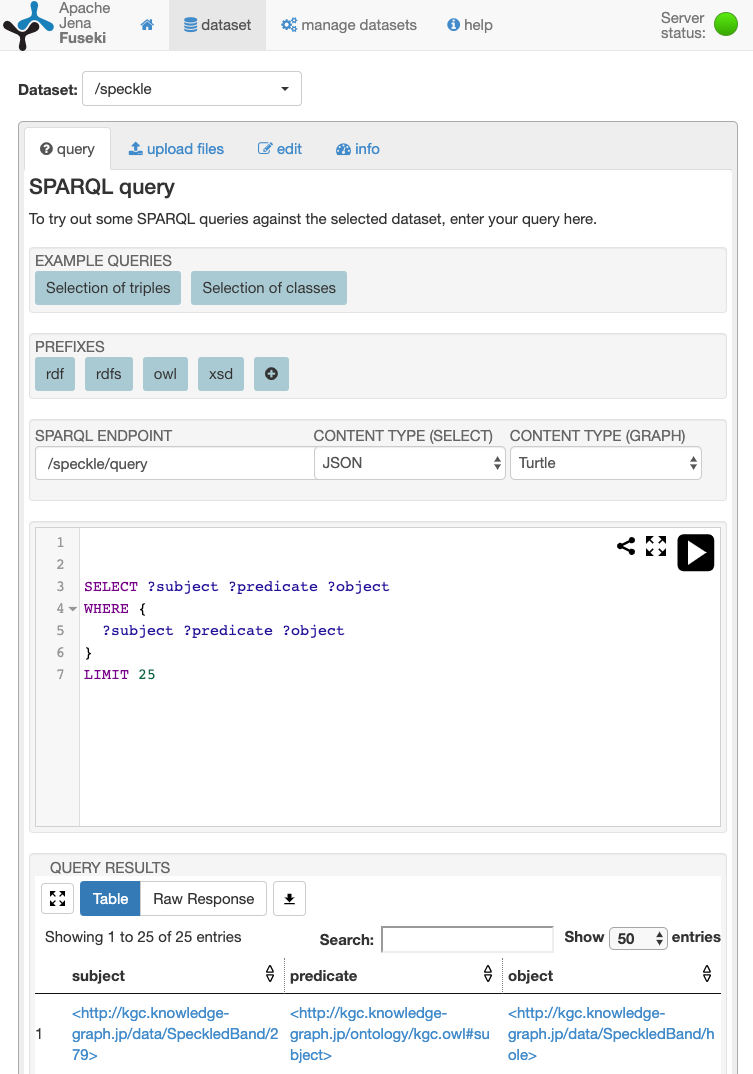 Apache
Jena
Fuseki
dataset
manage datasets
help
Server
status:
Dataset:
/speckle
query
upload files
edit
info
SPARQL query
To try out some SPARQL queries against the selected dataset, enter your query here.
EXAMPLE QUERIES
Selection of triples
Selection of classes
PREFIXES
rdf
rdfs
owl
xsd
SPARQL ENDPOINT
CONTENT TYPE (SELECT)
CONTENT TYPE (GRAPH)
/speckle/query
JSON
Turtle
1
2
3 SELECT ?subject ?predicate ?object
4 WHERE {
5 ?subject ?predicate ?object
6 }
7 LIMIT 25
QUERY RESULTS
Table
Raw Response
Showing 1 to 25 of 25 entries
Search:
Show 50 entries
subject
predicate
object
1
<http://kgc.knowledge-
graph.jp/data/SpeckledBand/2
79>
<http://kgc.knowledge-
graph.jp/ontology/kgc.owl#su
bject>
<http://kgc.knowledge-
graph.jp/data/SpeckledBand/h
ole>